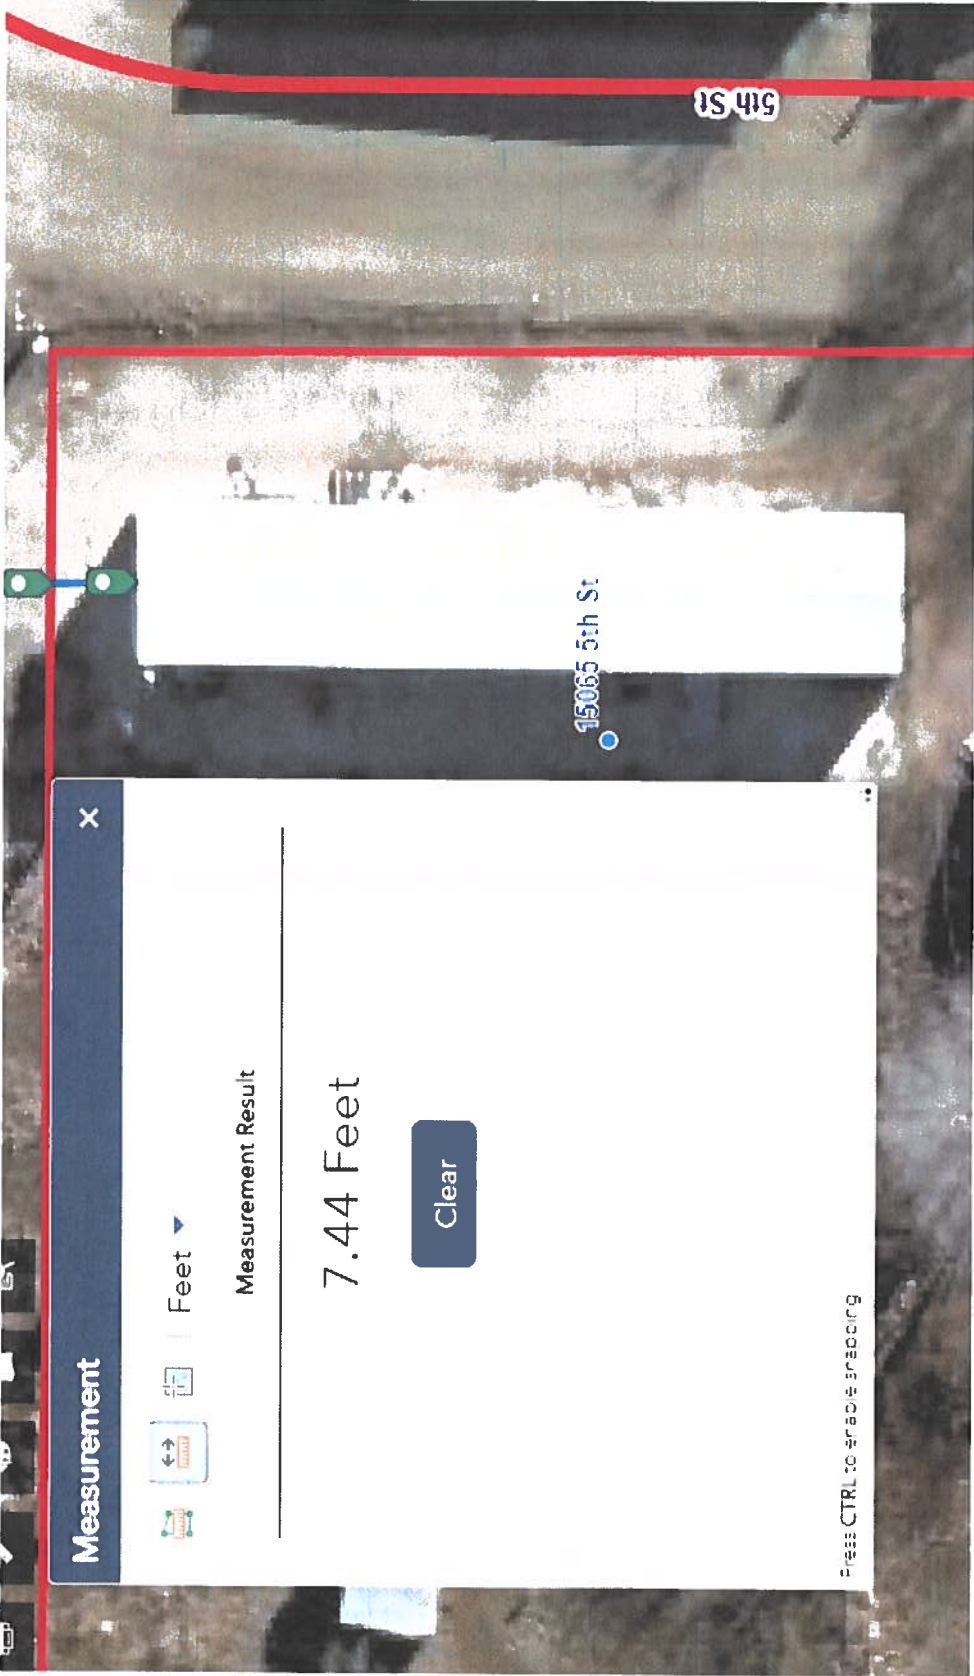 Measurement
Feet
Measurement Result
7.44 Feet
Clear
Press CTRL to enable snapping
15065 5th St
5th St